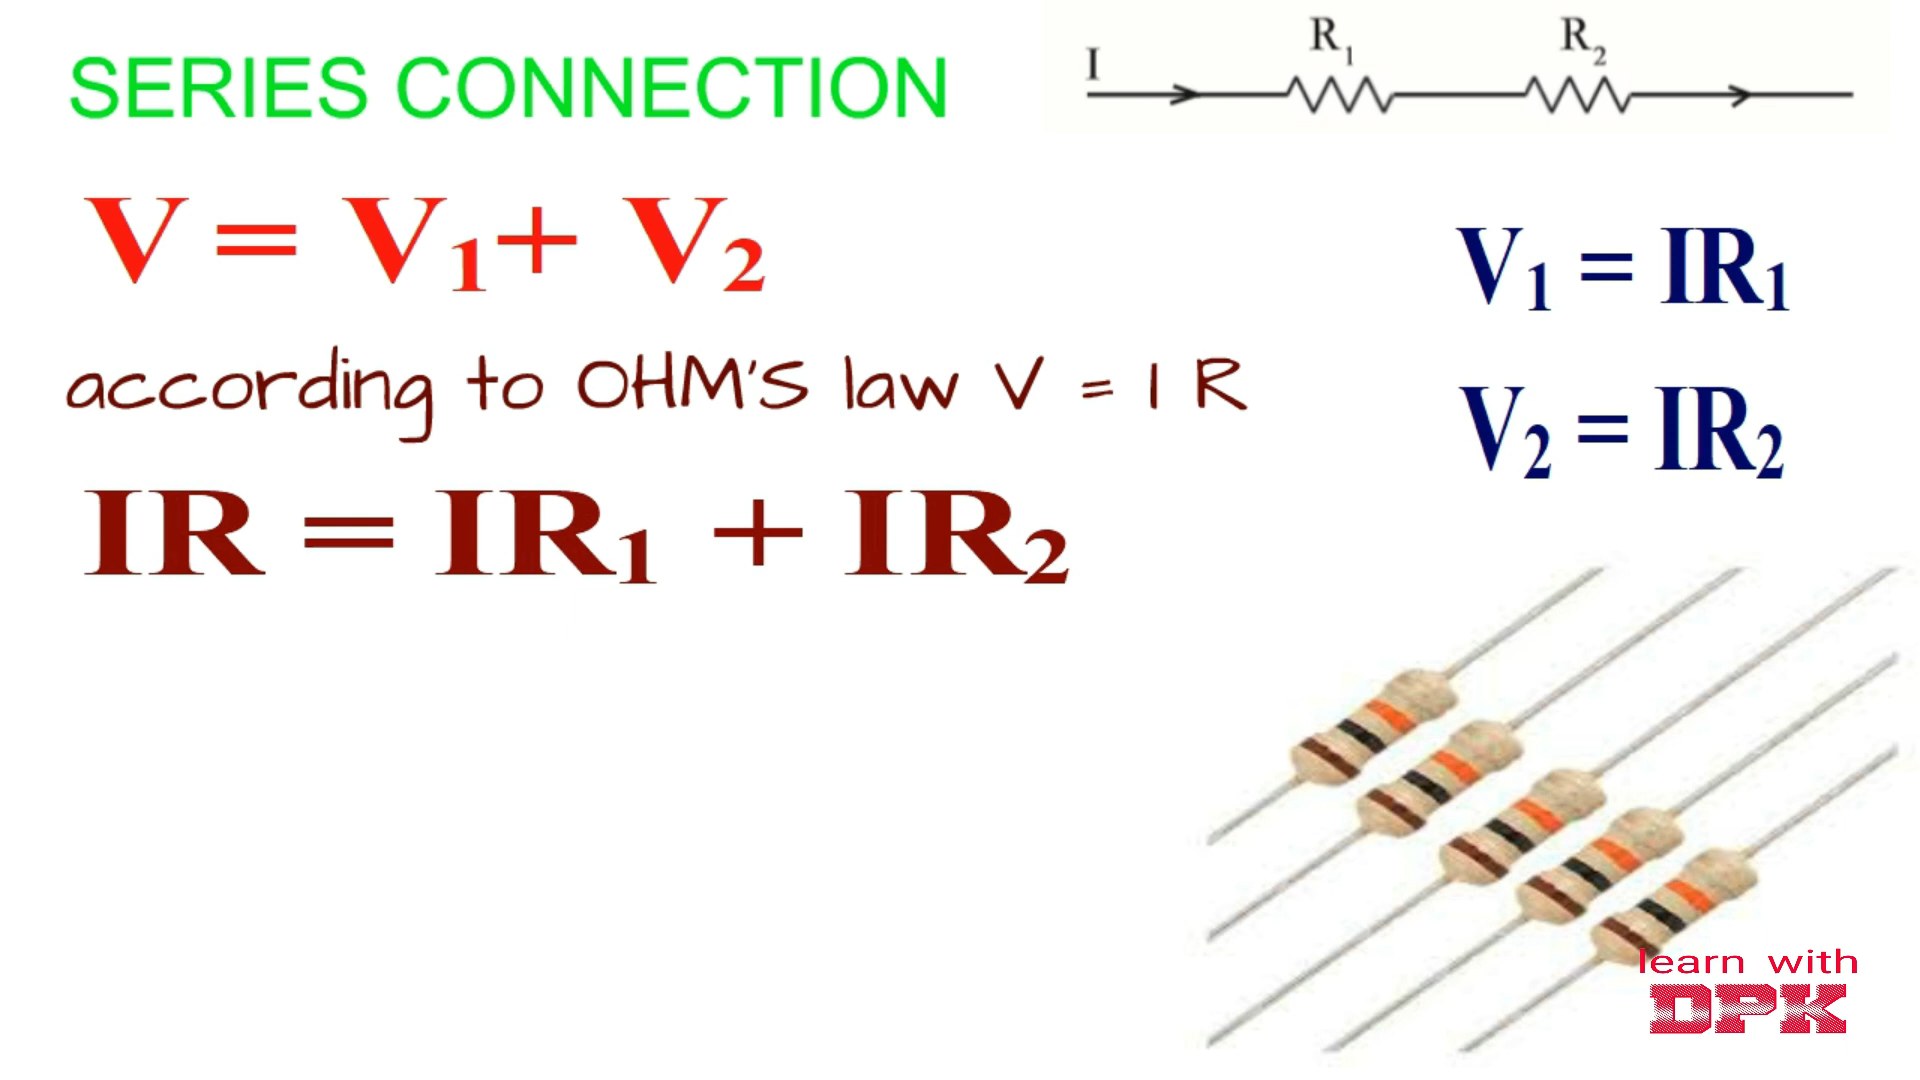 SERIES CONNECTION
I
R₁
R₂
V = V₁+ V₂
V₁ = IR₁
according to OHM'S law V = I R
V₂ = IR₂
IR = IR₁ + IR₂
learn with
DPK